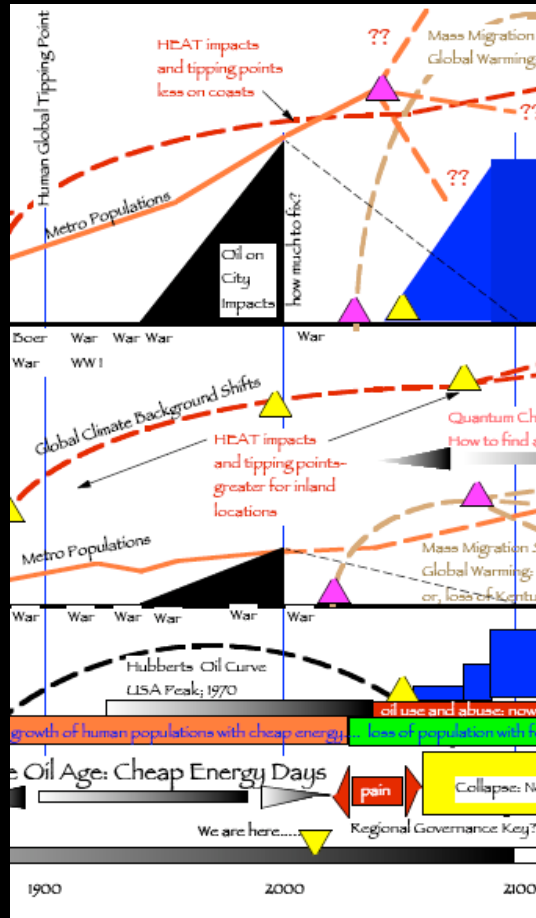 Human Global Tipping Point
HEAT impacts
and tipping points
less on coasts
??
Mass Migration
Global Warming:
??
??
Metro Populations
Oil on
City
Impacts
how much to fix?
Boer War War War War
War WW I
Global Climate Background Shifts
HEAT impacts
and tipping points-
greater for inland
locations
Quantum Ch
How to find a
Metro Populations
Mass Migration S
Global Warming:
or, loss of Kentu
War War War War War War
Hubberts Oil Curve
USA Peak; 1970
oil use and abuse: now
growth of human populations with cheap energy.... loss of population with f
e Oil Age: Cheap Energy Days
pain
Collapse: N
We are here.....
Regional Governance Key?
1900 2000 2100